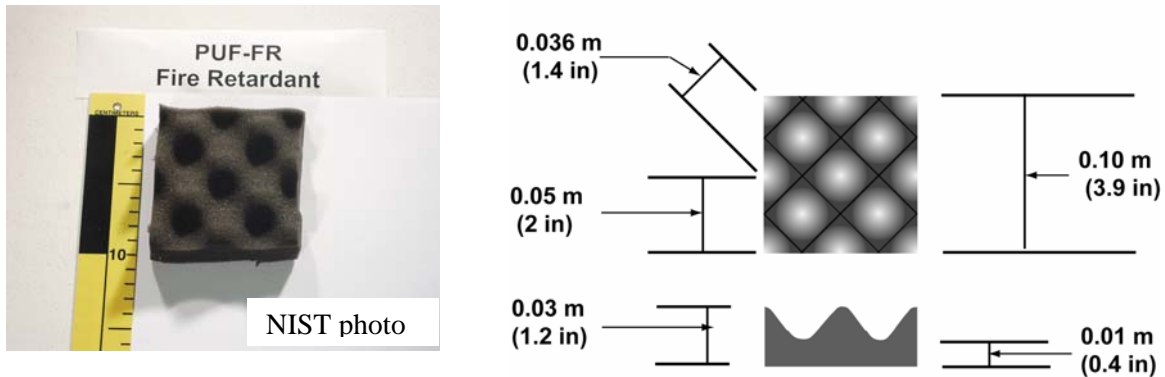 PUF-FR
Fire Retardant
CENTIMETERS
10
NIST photo
0.036 m
(1.4 in)
0.05 m
(2 in)
0.10 m
(3.9 in)
0.03 m
(1.2 in)
0.01 m
(0.4 in)